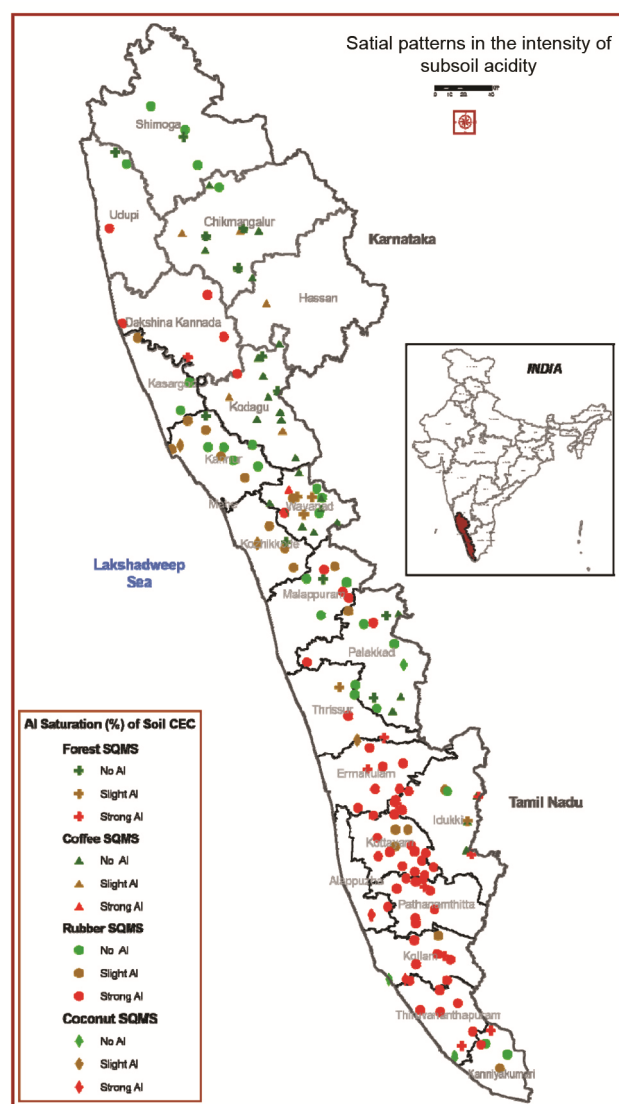 Satial patterns in the intensity of
subsoil acidity
Shimoga
Udupi
Chikmangalur
Karnataka
Hassan
Dakshina Kannada
INDIA
Kodagu
Kannur
Wayanad
Lakshadweep
Sea
Malappuram
Palakkad
Thrissur
Al Saturation (%) of Soil CEC
Forest SQMS
No Al
Slight Al
Strong Al
Ernakulam
Tamil Nadu
Idukki
Coffee SQMS
No Al
Slight Al
Strong Al
Kottayam
Pathanamthitta
Rubber SQMS
No Al
Slight Al
Strong Al
Kollam
Thiruvananthapuram
Coconut SQMS
No Al
Slight Al
Strong Al
Kanniyakumari